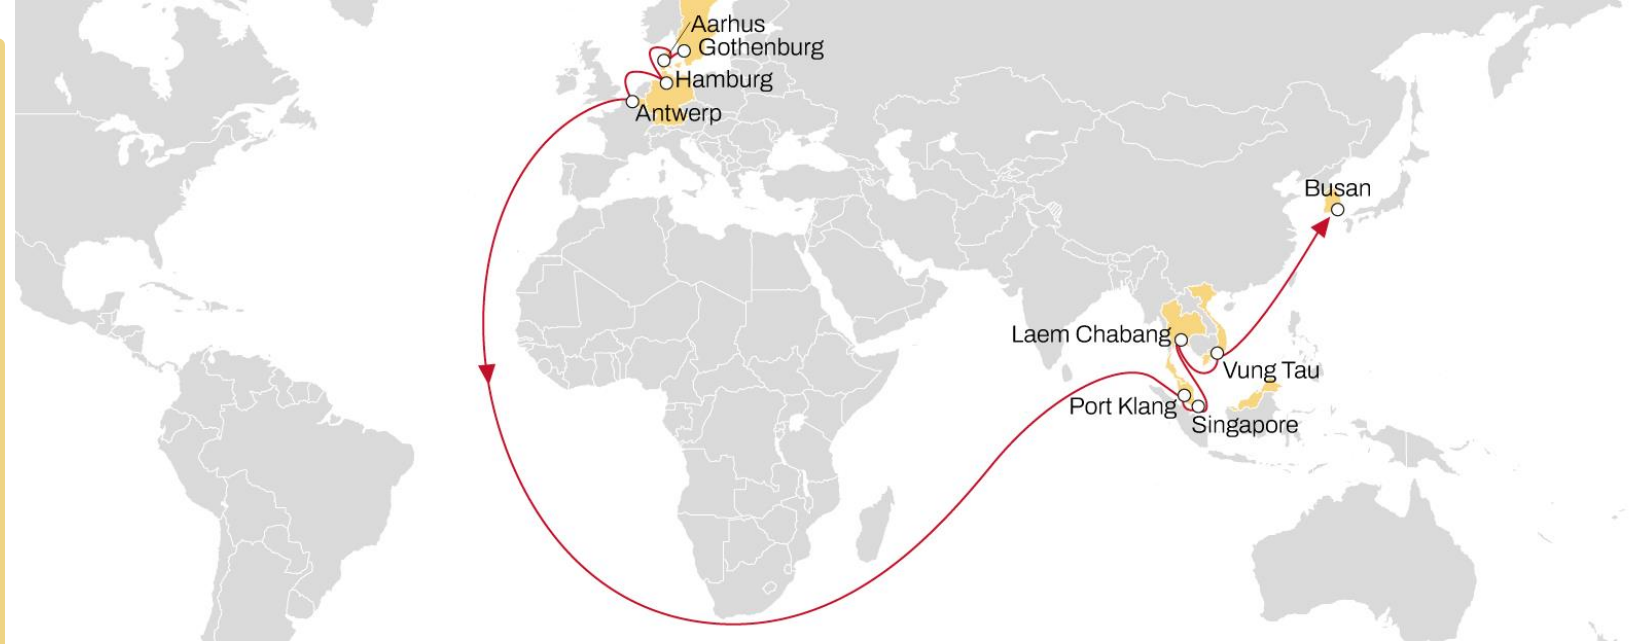 Aarhus
Gothenburg
Hamburg
Antwerp
Busan
Laem Chabang
Vung Tau
Port Klang
Singapore